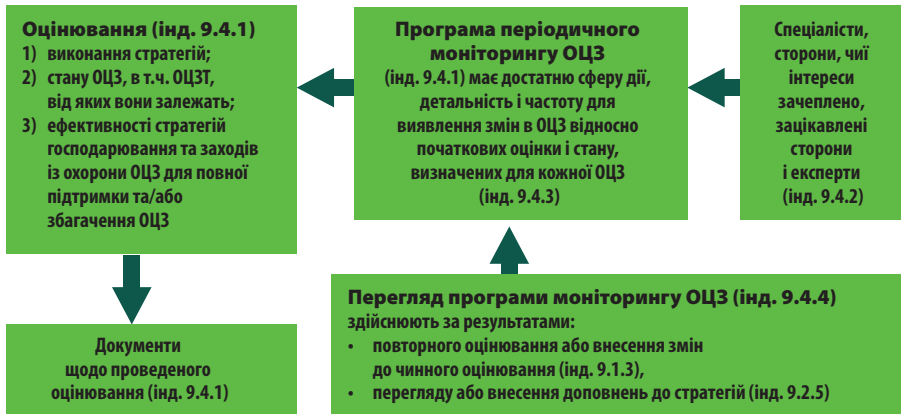 Оцінювання (інд. 9.4.1)
1) виконання стратегій;
2) стану ОЦЗ, в т.ч. ОЦЗТ,
від яких вони залежать;
3) ефективності стратегій
господарювання та заходів
із охорони ОЦЗ для повної
підтримки та/або
збагачення ОЦЗ
Програма періодичного
моніторингу ОЦЗ
(інд. 9.4.1) має достатню сферу дії,
детальність і частоту для
виявлення змін в ОЦЗ відносно
початкових оцінки і стану,
визначених для кожної ОЦЗ
(інд. 9.4.3)
Спеціалісти,
сторони, чиї
інтереси
зачеплено,
зацікавлені
сторони
і експерти
(інд. 9.4.2)
Документи
щодо проведеного
оцінювання (інд. 9.4.1)
Перегляд програми моніторингу ОЦЗ (інд. 9.4.4)
здійснюють за результатами:
• повторного оцінювання або внесення змін
до чинного оцінювання (інд. 9.1.3),
• перегляду або внесення доповнень до стратегій (інд. 9.2.5)